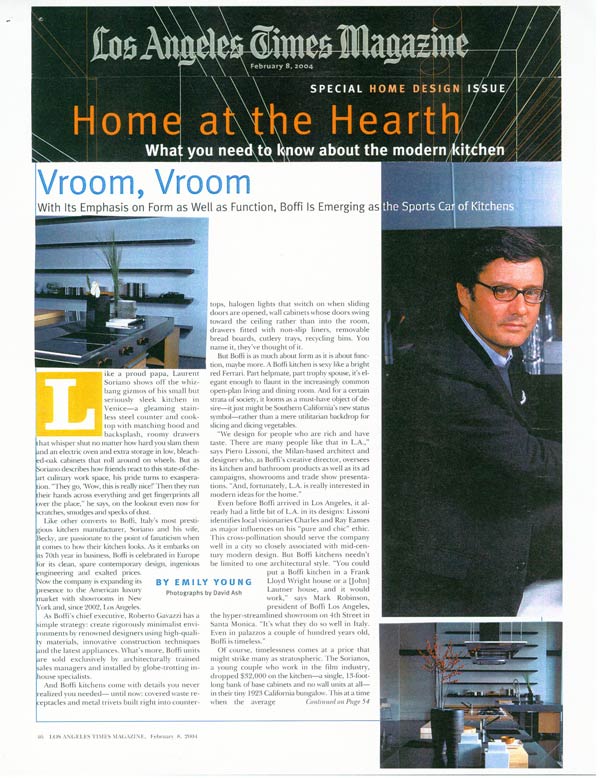 Los Angeles Times Magazine
February 8, 2004
SPECIAL HOME DESIGN ISSUE
Home at the Hearth
What you need to know about the modern kitchen
Vroom, Vroom
With Its Emphasis on Form as Well as Function, Boffi Is Emerging as the Sports Car of Kitchens
Like a proud papa, Laurent
Soriano shows off the whiz-
bang gizmos of his small but
seriously sleek kitchen in
Venice—a gleaming stain-
less steel counter and cook-
top with matching hood and
backsplash, roomy drawers
that whisper shut no matter how hard you slam them
and an electric oven and extra storage in low, bleach-
ed-oak cabinets that roll around on wheels. But as
Soriano describes how friends react to this state-of-the-
art culinary work space, his pride turns to exaspera-
tion. "They go, 'Wow, this is really nice!' Then they run
their hands across everything and get fingerprints all
over the place," he says, on the lookout even now for
scratches, smudges and specks of dust.
Like other converts to Boffi, Italy's most presti-
gious kitchen manufacturer, Soriano and his wife,
Becky, are passionate to the point of fanaticism when
it comes to how their kitchen looks. As it embarks on
its 70th year in business, Boffi is celebrated in Europe
for its clean, spare contemporary design, ingenious
engineering and exalted prices.
Now the company is expanding its
presence to the American luxury
market with showrooms in New
York and, since 2002, Los Angeles.
As Boffi's chief executive, Roberto Gavazzi has a
simple strategy: create rigorously minimalist envi-
ronments by renowned designers using high-quali-
ty materials, innovative construction techniques
and the latest appliances. What's more, Boffi units
are sold exclusively by architecturally trained
sales managers and installed by globe-trotting in-
house specialists.
And Boffi kitchens come with details you never
realized you needed— until now: covered waste re-
ceptacles and metal trivets built right into counter-
BY EMILY YOUNG
Photographs by David Ash
tops, halogen lights that switch on when sliding
doors are opened, wall cabinets whose doors swing
toward the ceiling rather than into the room,
drawers fitted with non-slip liners, removable
bread boards, cutlery trays, recycling bins. You
name it, they've thought of it.
But Boffi is as much about form as it is about func-
tion, maybe more. A Boffi kitchen is sexy like a bright
red Ferrari. Part helpmate, part trophy spouse, it's el-
egant enough to flaunt in the increasingly common
open-plan living and dining room. And for a certain
strata of society, it looms as a must-have object of de-
sire—it just might be Southern California's new status
symbol—rather than a mere utilitarian backdrop for
slicing and dicing vegetables.
"We design for people who are rich and have
taste. There are many people like that in L.A.,"
says Piero Lissoni, the Milan-based architect and
designer who, as Boffi's creative director, oversees
its kitchen and bathroom products as well as its ad
campaigns, showrooms and trade show presenta-
tions. "And, fortunately, L.A. is really interested in
modern ideas for the home."
Even before Boffi arrived in Los Angeles, it al-
ready had a little bit of L.A. in its designs: Lissoni
identifies local visionaries Charles and Ray Eames
as major influences on his "pure and chic" ethic.
This cross-pollination should serve the company
well in a city so closely associated with mid-cen-
tury modern design. But Boffi kitchens needn't
be limited to one architectural style. "You could
put a Boffi kitchen in a Frank
Lloyd Wright house or a [John]
Lautner house, and it would
work," says Mark Robinson,
president of Boffi Los Angeles,
the hyper-streamlined showroom on 4th Street in
Santa Monica. "It's what they do so well in Italy.
Even in palazzos a couple of hundred years old,
Boffi is timeless."
Of course, timelessness comes at a price that
might strike many as stratospheric. The Sorianos,
a young couple who work in the film industry,
dropped $32,000 on the kitchen—a single, 13-foot-
long bank of base cabinets and no wall units at all—
in their tiny 1923 California bungalow. This at a time
when the average Continued on Page 54
46 LOS ANGELES TIMES MAGAZINE, February 8, 2004